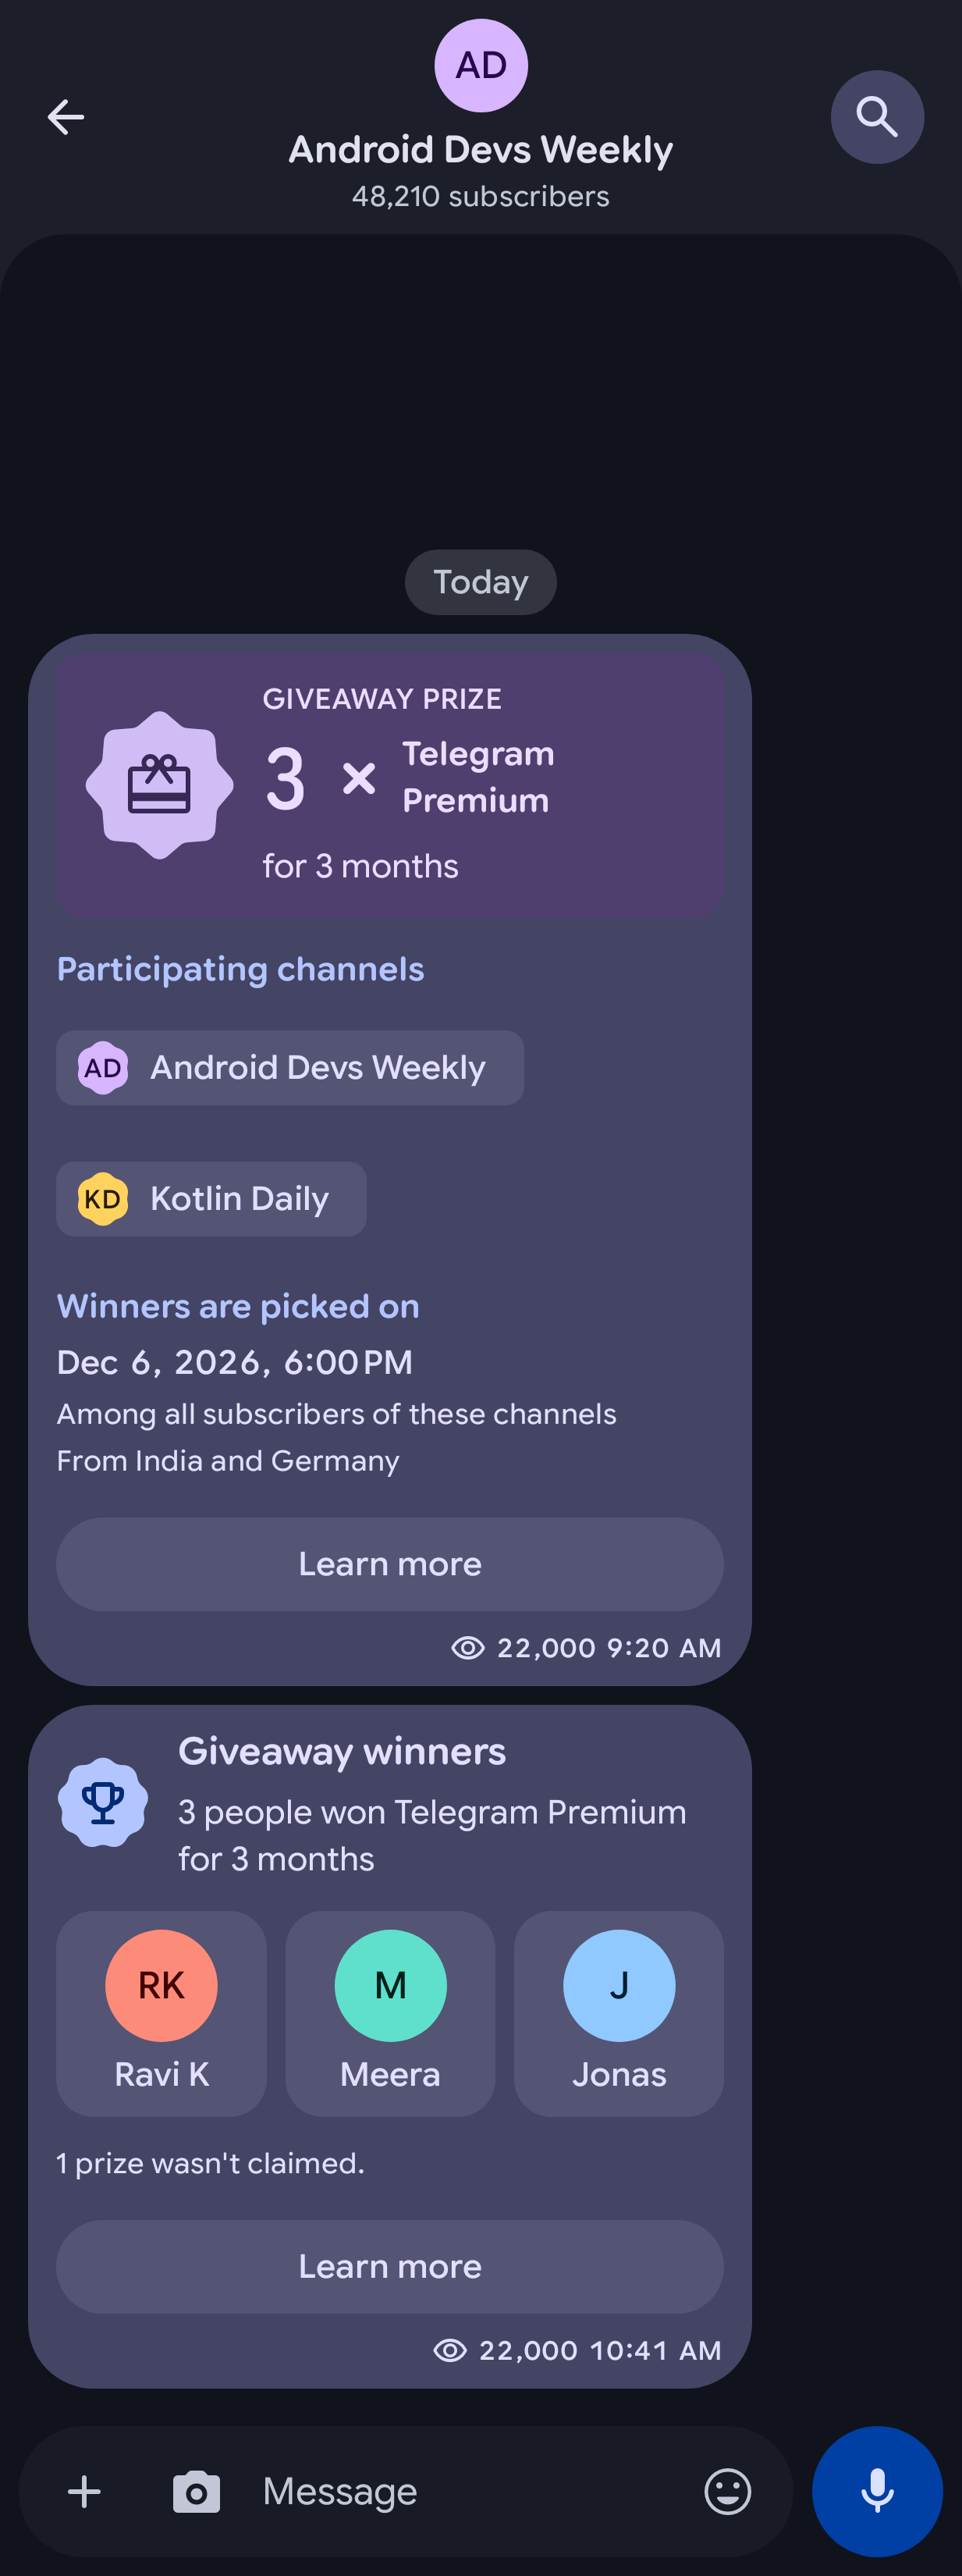 AD
Android Devs Weekly
48,210 subscribers
Today
GIVEAWAY PRIZE
3 × Telegram
Premium
for 3 months
Participating channels
AD Android Devs Weekly
KD Kotlin Daily
Winners are picked on
Dec 6, 2026, 6:00 PM
Among all subscribers of these channels
From India and Germany
Learn more
22,000 9:20 AM
Giveaway winners
3 people won Telegram Premium
for 3 months
RK M J
Ravi K Meera Jonas
1 prize wasn't claimed.
Learn more
22,000 10:41 AM
Message